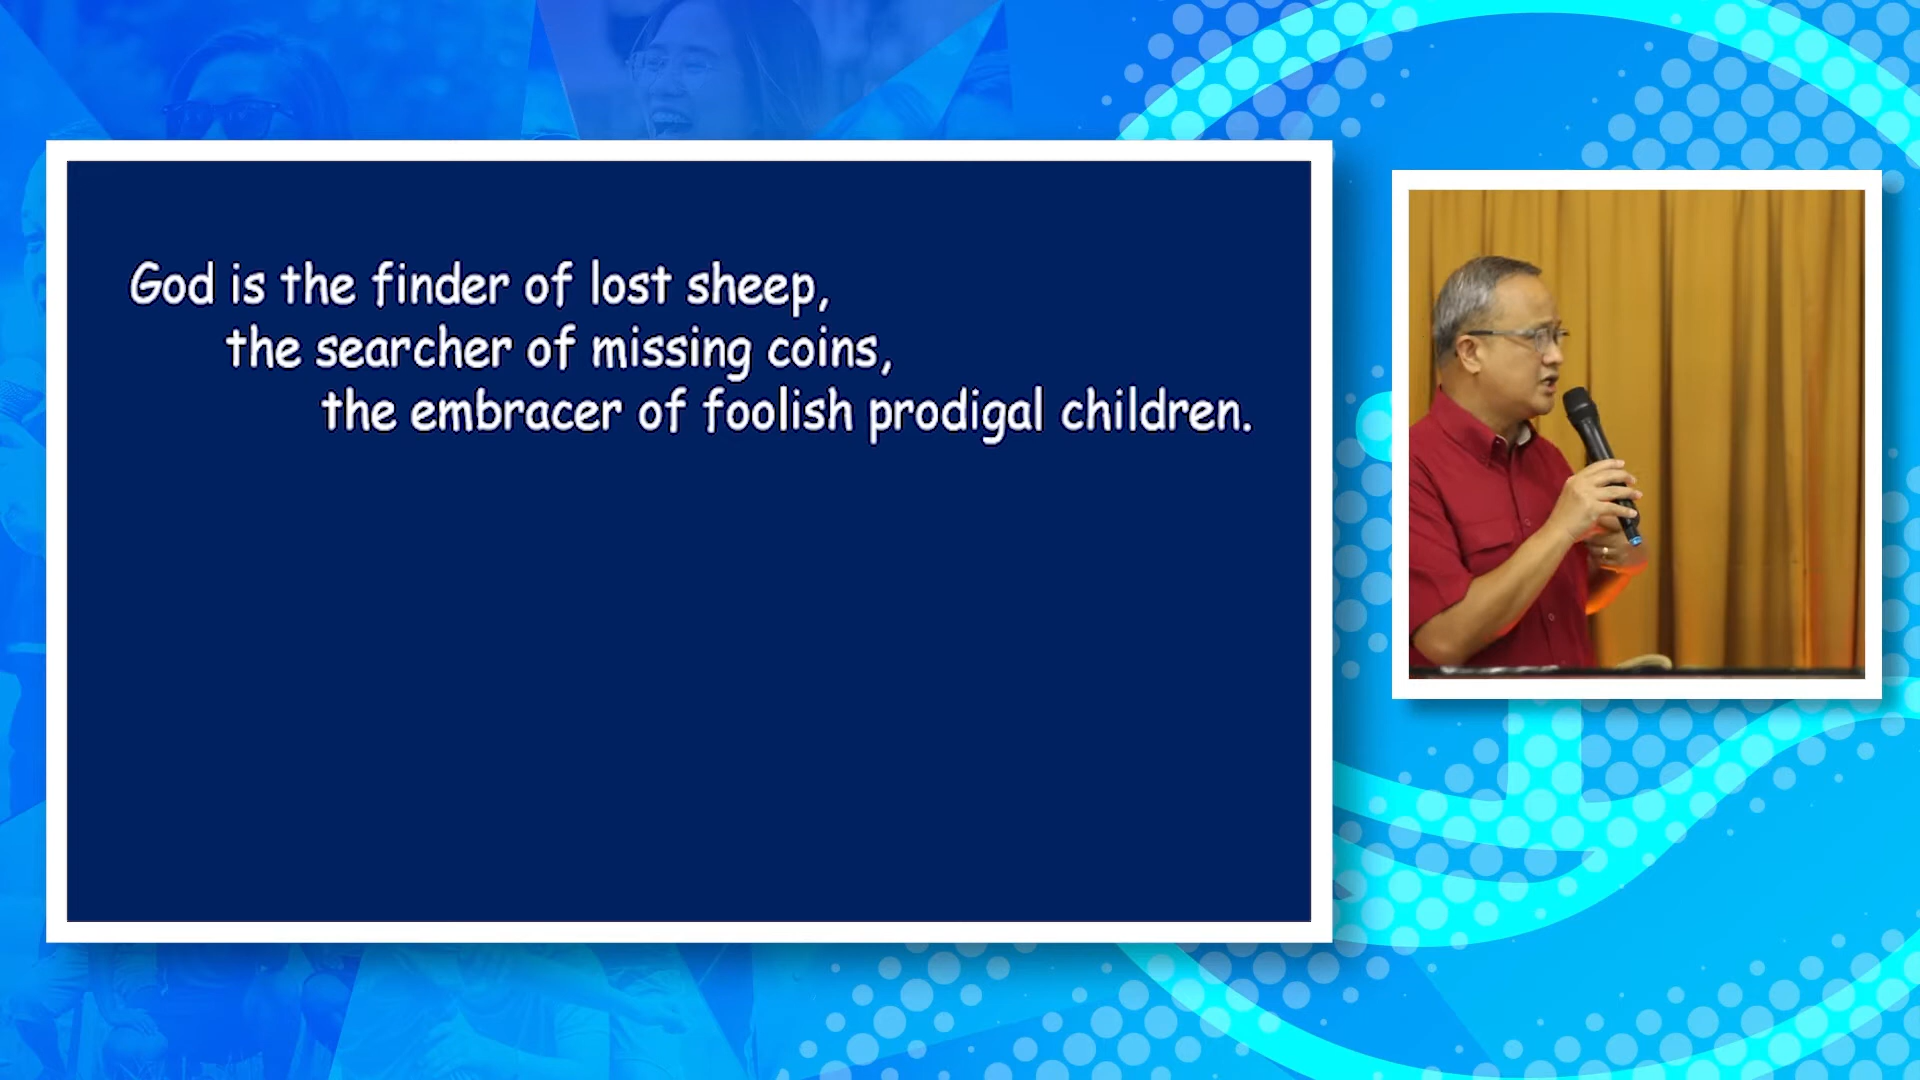 God is the finder of lost sheep,
the searcher of missing coins,
the embracer of foolish prodigal children.